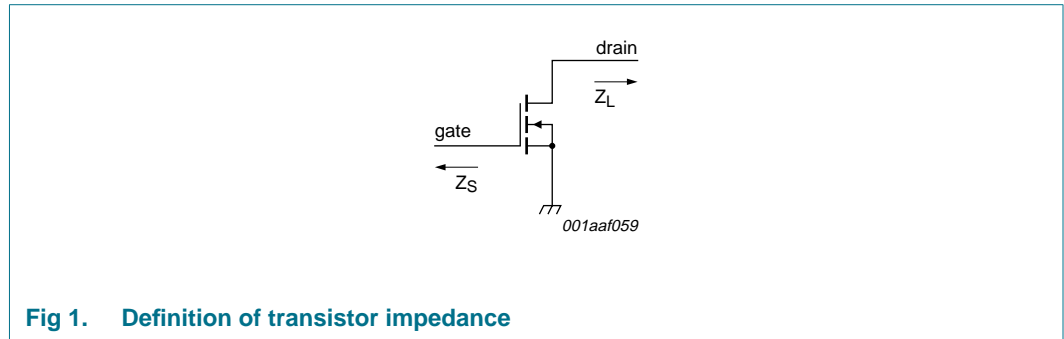 drain
Z_L
gate
Z_S
001aaf059
Fig 1. Definition of transistor impedance